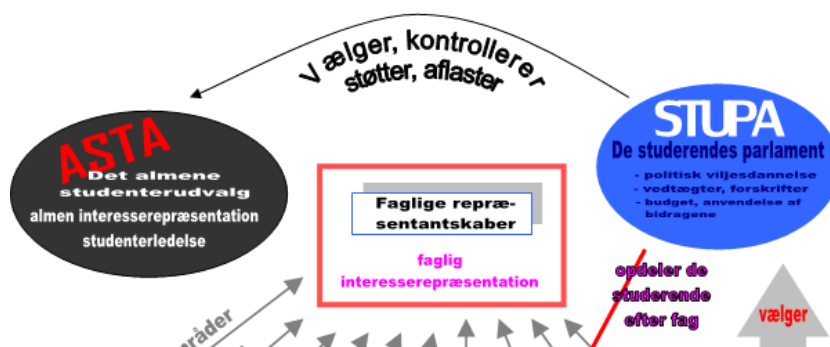 Vælger, kontrollerer
støtter, aflaster
ASTA
Det almene
studenterudvalg
almen interesserepræsentation
studenterledelse
STUPA
De studerendes parlament
- politisk viljesdannelse
- vedtægter, forskrifter
- budget, anvendelse af
bidragene
Faglige repræ-
sentantskaber
faglig
interesserepræsentation
opdeler de
studerende
efter fag
vælger